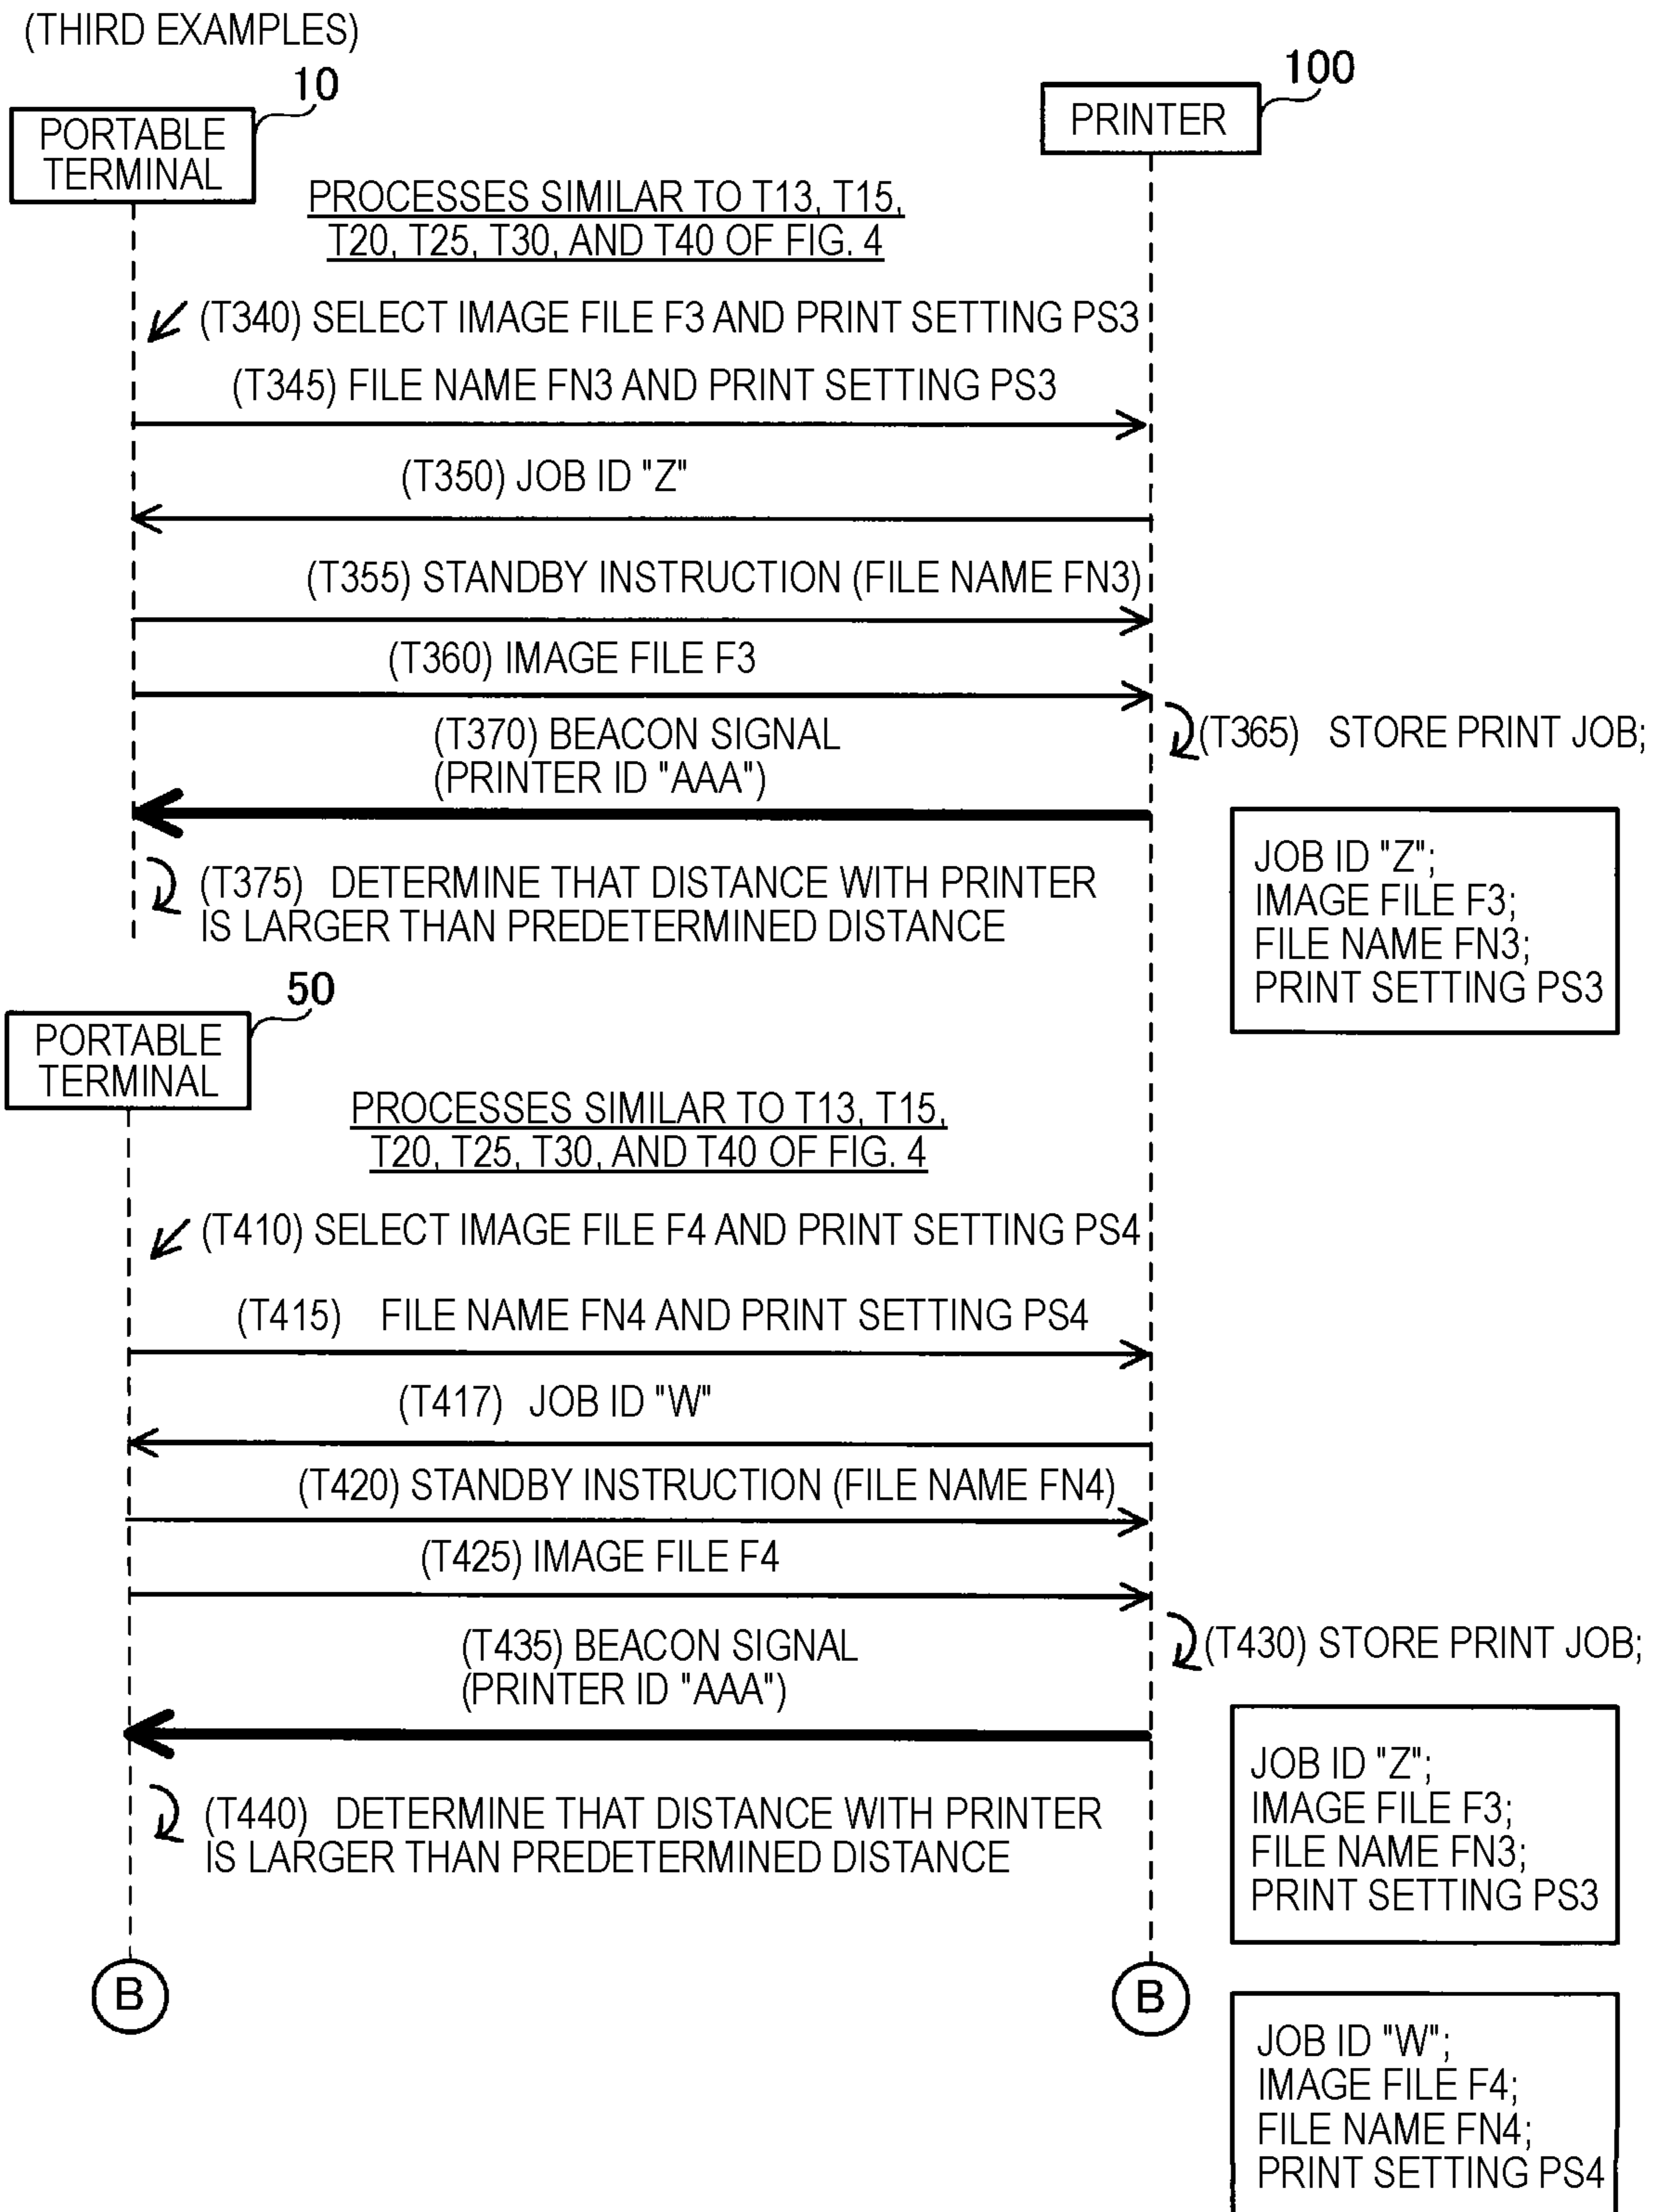 (THIRD EXAMPLES)
10
100
PORTABLE
TERMINAL
PRINTER
PROCESSES SIMILAR TO T13, T15,
T20, T25, T30, AND T40 OF FIG. 4
(T340) SELECT IMAGE FILE F3 AND PRINT SETTING PS3
(T345) FILE NAME FN3 AND PRINT SETTING PS3
(T350) JOB ID "Z"
(T355) STANDBY INSTRUCTION (FILE NAME FN3)
(T360) IMAGE FILE F3
(T365) STORE PRINT JOB;
(T370) BEACON SIGNAL
(PRINTER ID "AAA")
JOB ID "Z";
IMAGE FILE F3;
FILE NAME FN3;
PRINT SETTING PS3
(T375) DETERMINE THAT DISTANCE WITH PRINTER
IS LARGER THAN PREDETERMINED DISTANCE
50
PORTABLE
TERMINAL
PROCESSES SIMILAR TO T13, T15,
T20, T25, T30, AND T40 OF FIG. 4
(T410) SELECT IMAGE FILE F4 AND PRINT SETTING PS4
(T415) FILE NAME FN4 AND PRINT SETTING PS4
(T417) JOB ID "W"
(T420) STANDBY INSTRUCTION (FILE NAME FN4)
(T425) IMAGE FILE F4
(T430) STORE PRINT JOB;
(T435) BEACON SIGNAL
(PRINTER ID "AAA")
JOB ID "Z";
IMAGE FILE F3;
FILE NAME FN3;
PRINT SETTING PS3
(T440) DETERMINE THAT DISTANCE WITH PRINTER
IS LARGER THAN PREDETERMINED DISTANCE
B
B
JOB ID "W";
IMAGE FILE F4;
FILE NAME FN4;
PRINT SETTING PS4